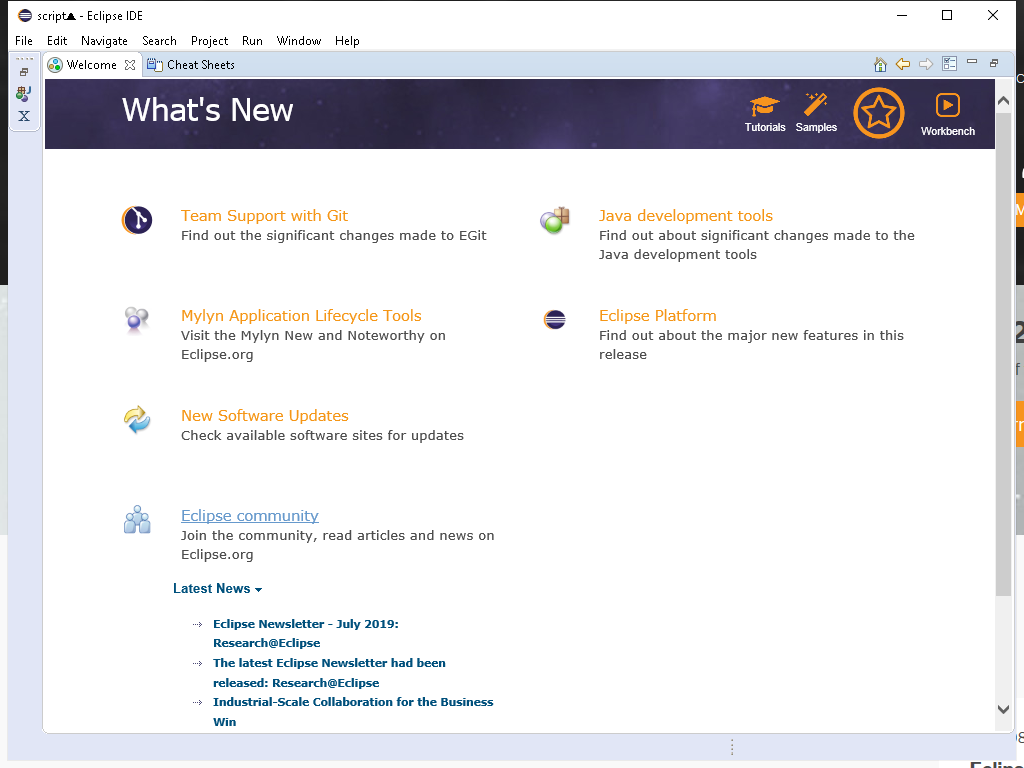 script▲ - Eclipse IDE
File Edit Navigate Search Project Run Window Help
Welcome Cheat Sheets
X
What's New
Tutorials Samples Workbench
Team Support with Git
Find out the significant changes made to EGit
Java development tools
Find out about significant changes made to the
Java development tools
Mylyn Application Lifecycle Tools
Visit the Mylyn New and Noteworthy on
Eclipse.org
Eclipse Platform
Find out about the major new features in this
release
New Software Updates
Check available software sites for updates
Eclipse community
Join the community, read articles and news on
Eclipse.org
Latest News
Eclipse Newsletter - July 2019:
Research@Eclipse
The latest Eclipse Newsletter had been
released: Research@Eclipse
Industrial-Scale Collaboration for the Business
Win